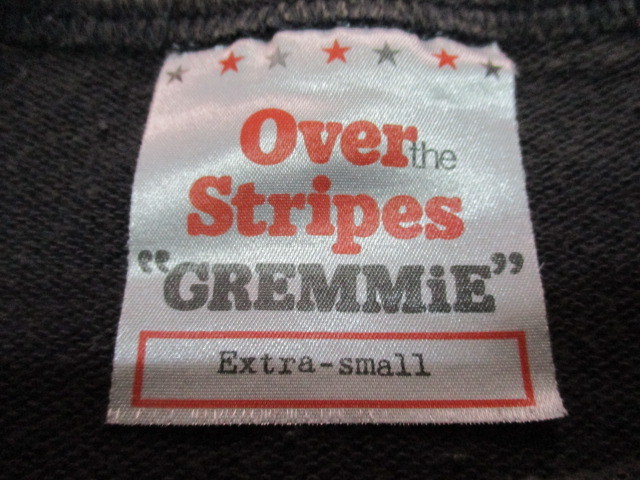 Over the
Stripes
“GREMMiE”
Extra-small